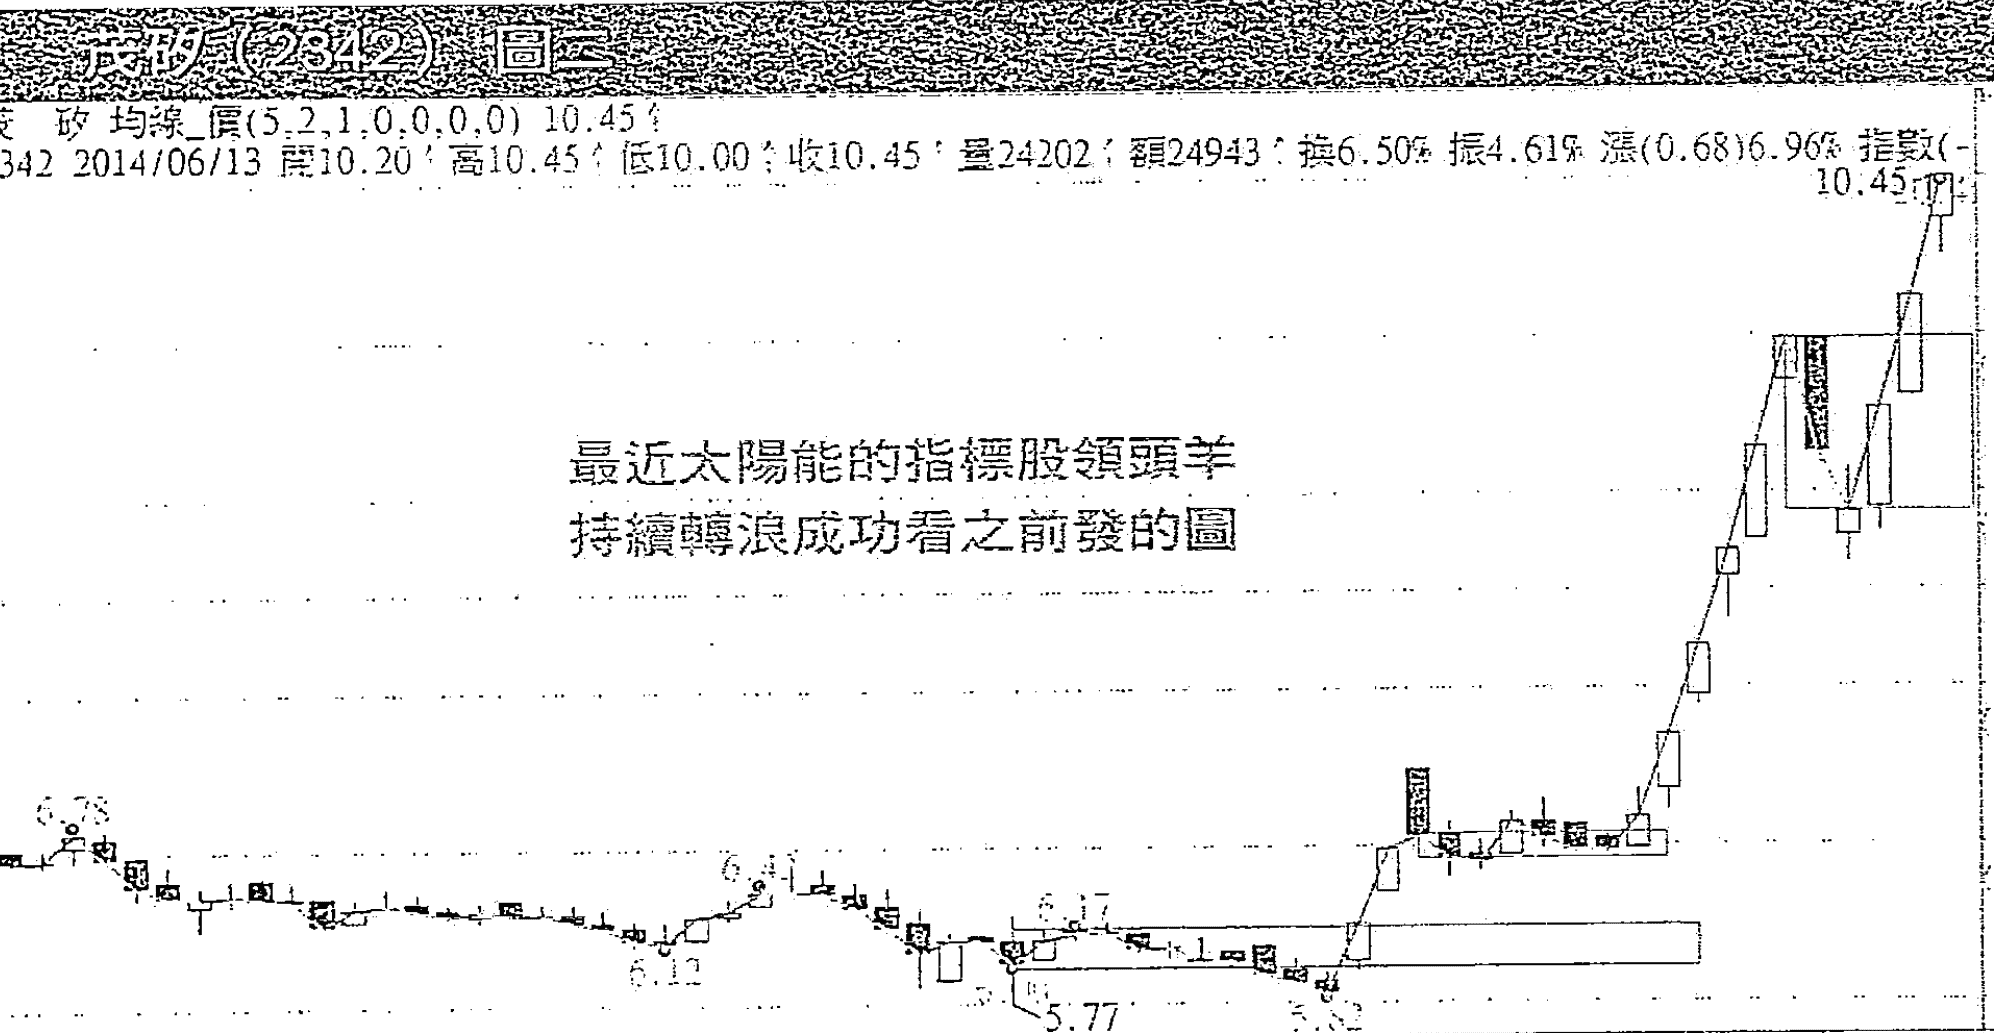 茂矽(2342) 圖二
矽 均線_價(5,2,1,0,0,0,0) 10.45↑
342 2014/06/13 開10.20↑高10.45↑低10.00↑收10.45↑量24202↑額24943↑換6.50% 振4.61% 漲(0.68)6.96% 指數(-
10.45
最近太陽能的指標股領頭羊
持續轉浪成功看之前發的圖
6.78
6.41
6.17
6.12
5.77
5.82